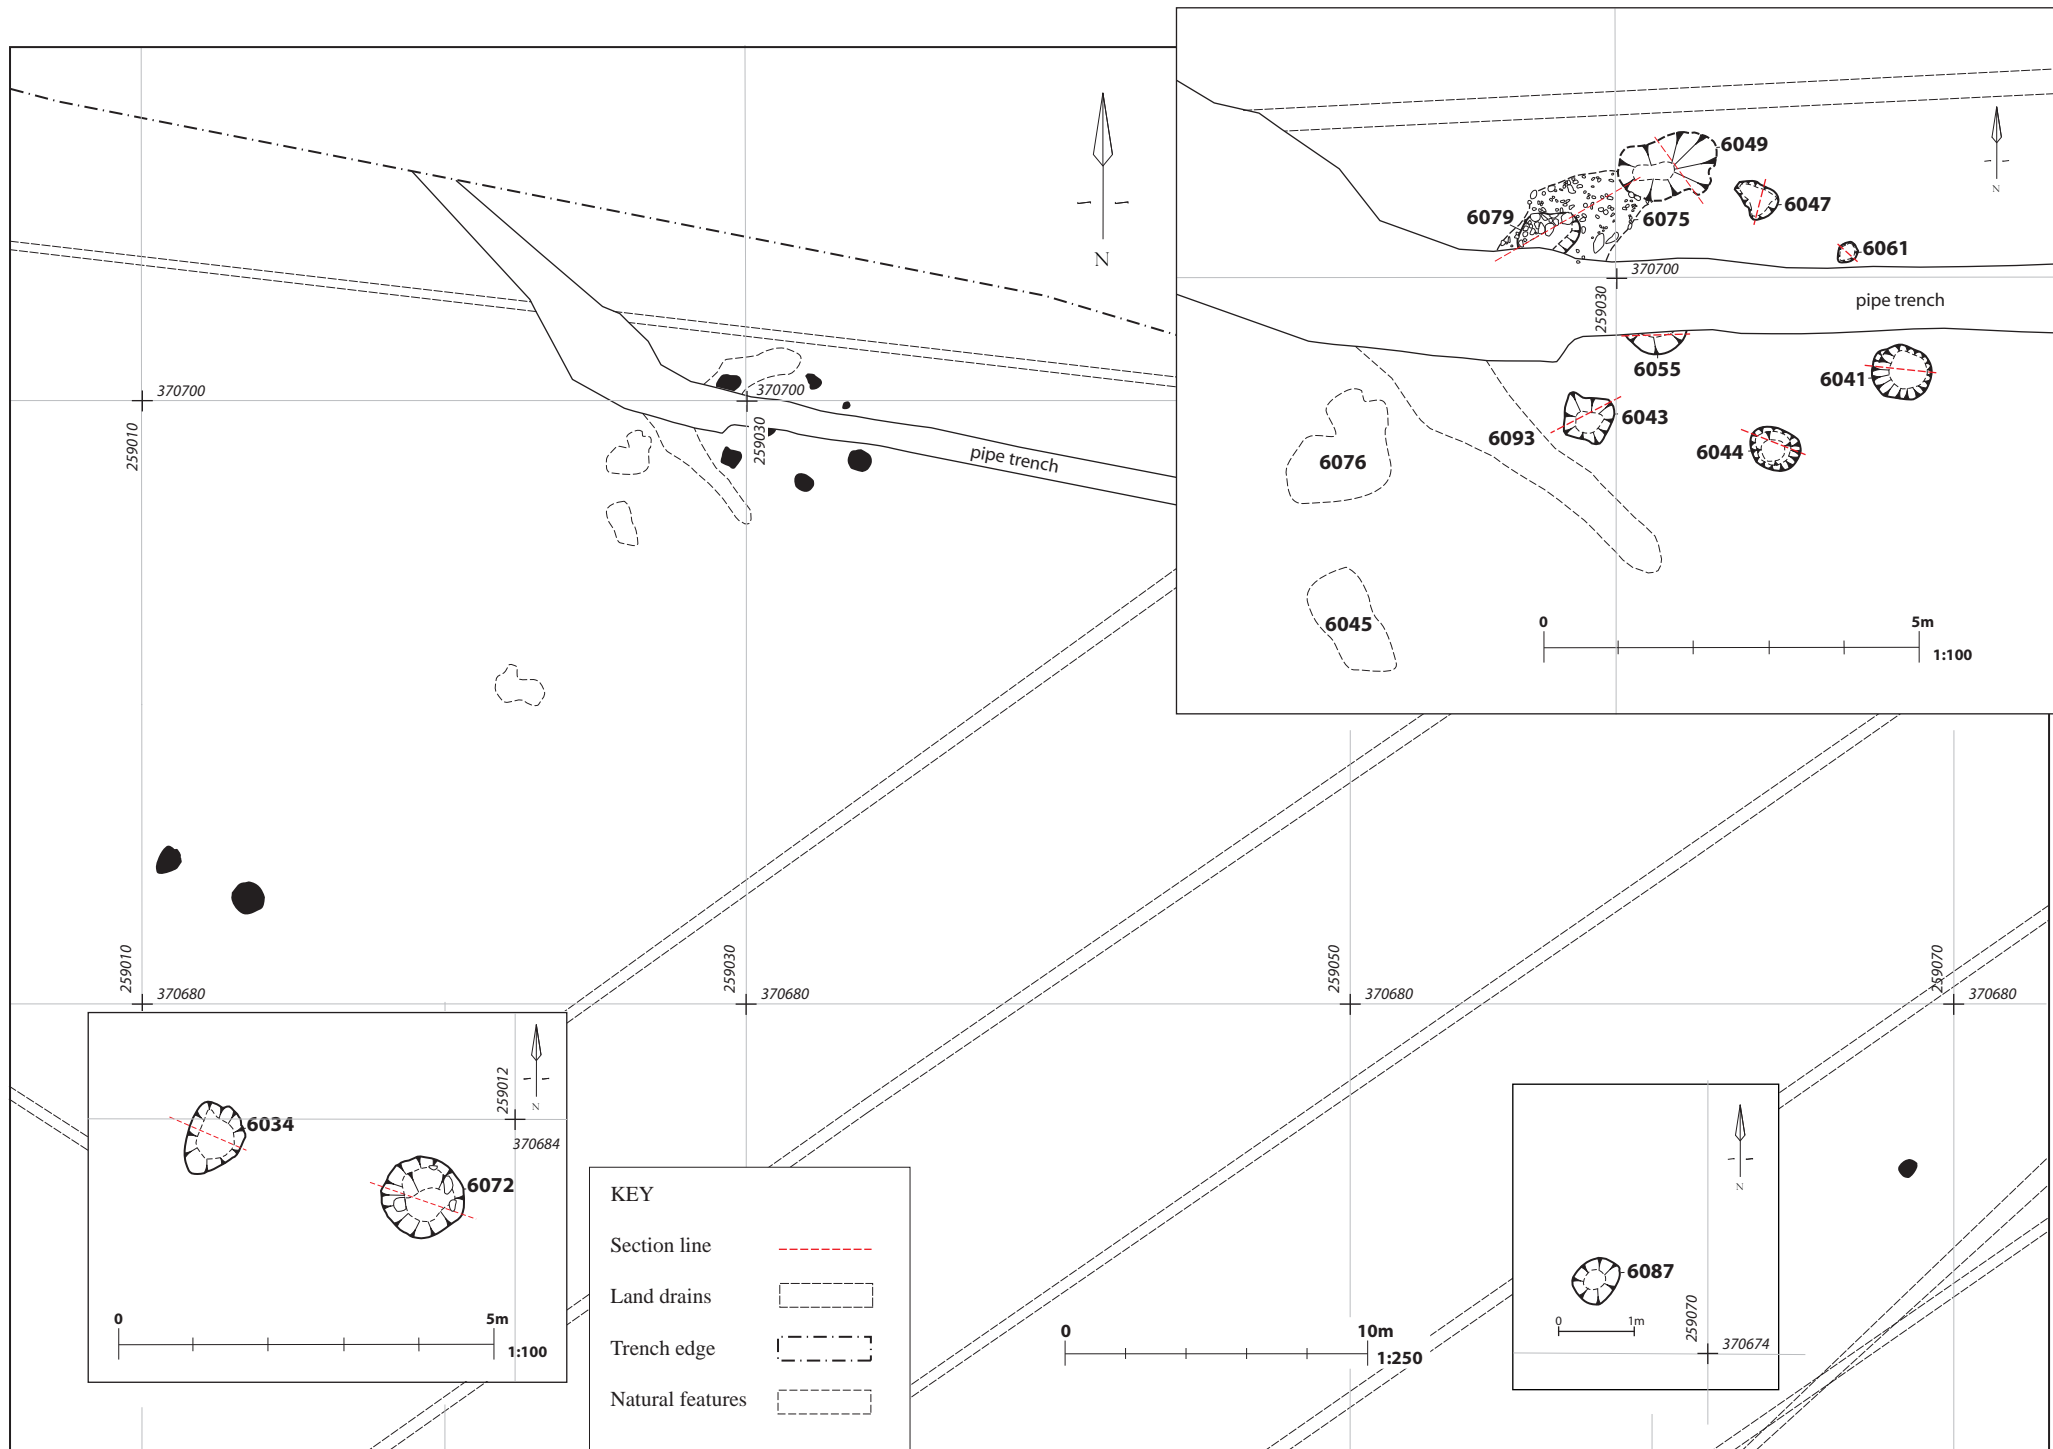 6049
6079
6075
6047
6061
370700
259030
pipe trench
6055
6041
6043
6093
6044
6076
6045
0
5m
1:100
N
N
370700
259010
370700
259030
pipe trench
259010
370680
259030
370680
259050
370680
259070
370680
6034
259012
N
370684
6072
0
5m
1:100
KEY
Section line
Land drains
Trench edge
Natural features
0
10m
1:250
N
6087
0
1m
259070
370674